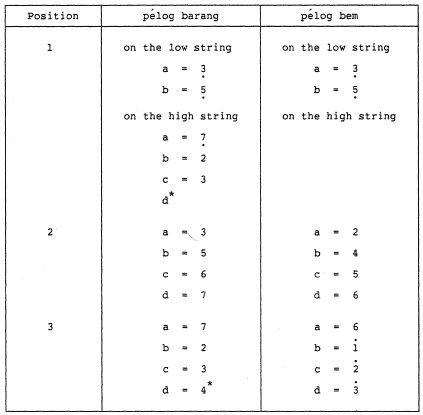 Position pélog barang pélog bem
1 on the low string on the low string
a = 3̣ a = 3̣
b = 5̣ b = 5̣
on the high string on the high string
a = 7̣
b = 2
c = 3
d*
2 a = 3 a = 2
b = 5 b = 4
c = 6 c = 5
d = 7 d = 6
3 a = 7 a = 6
b = 2 b = 1̇
c = 3 c = 2̇
d = 4* d = 3̇